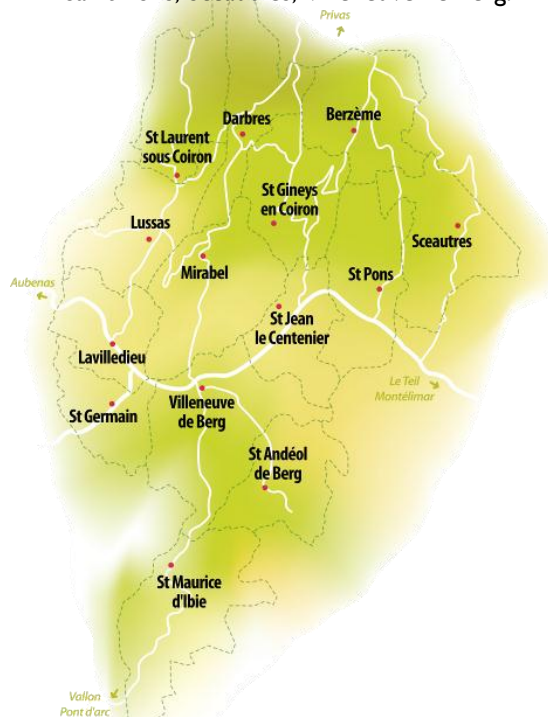 Privas
Darbres
Berzème
St Laurent
sous Coiron
St Gineys
en Coiron
Lussas
Sceautres
Mirabel
St Pons
Aubenas
St Jean
le Centenier
Lavilledieu
Le Teil
Montélimar
Villeneuve
de Berg
St Germain
St Andéol
de Berg
St Maurice
d'Ibie
Vallon
Pont d'arc